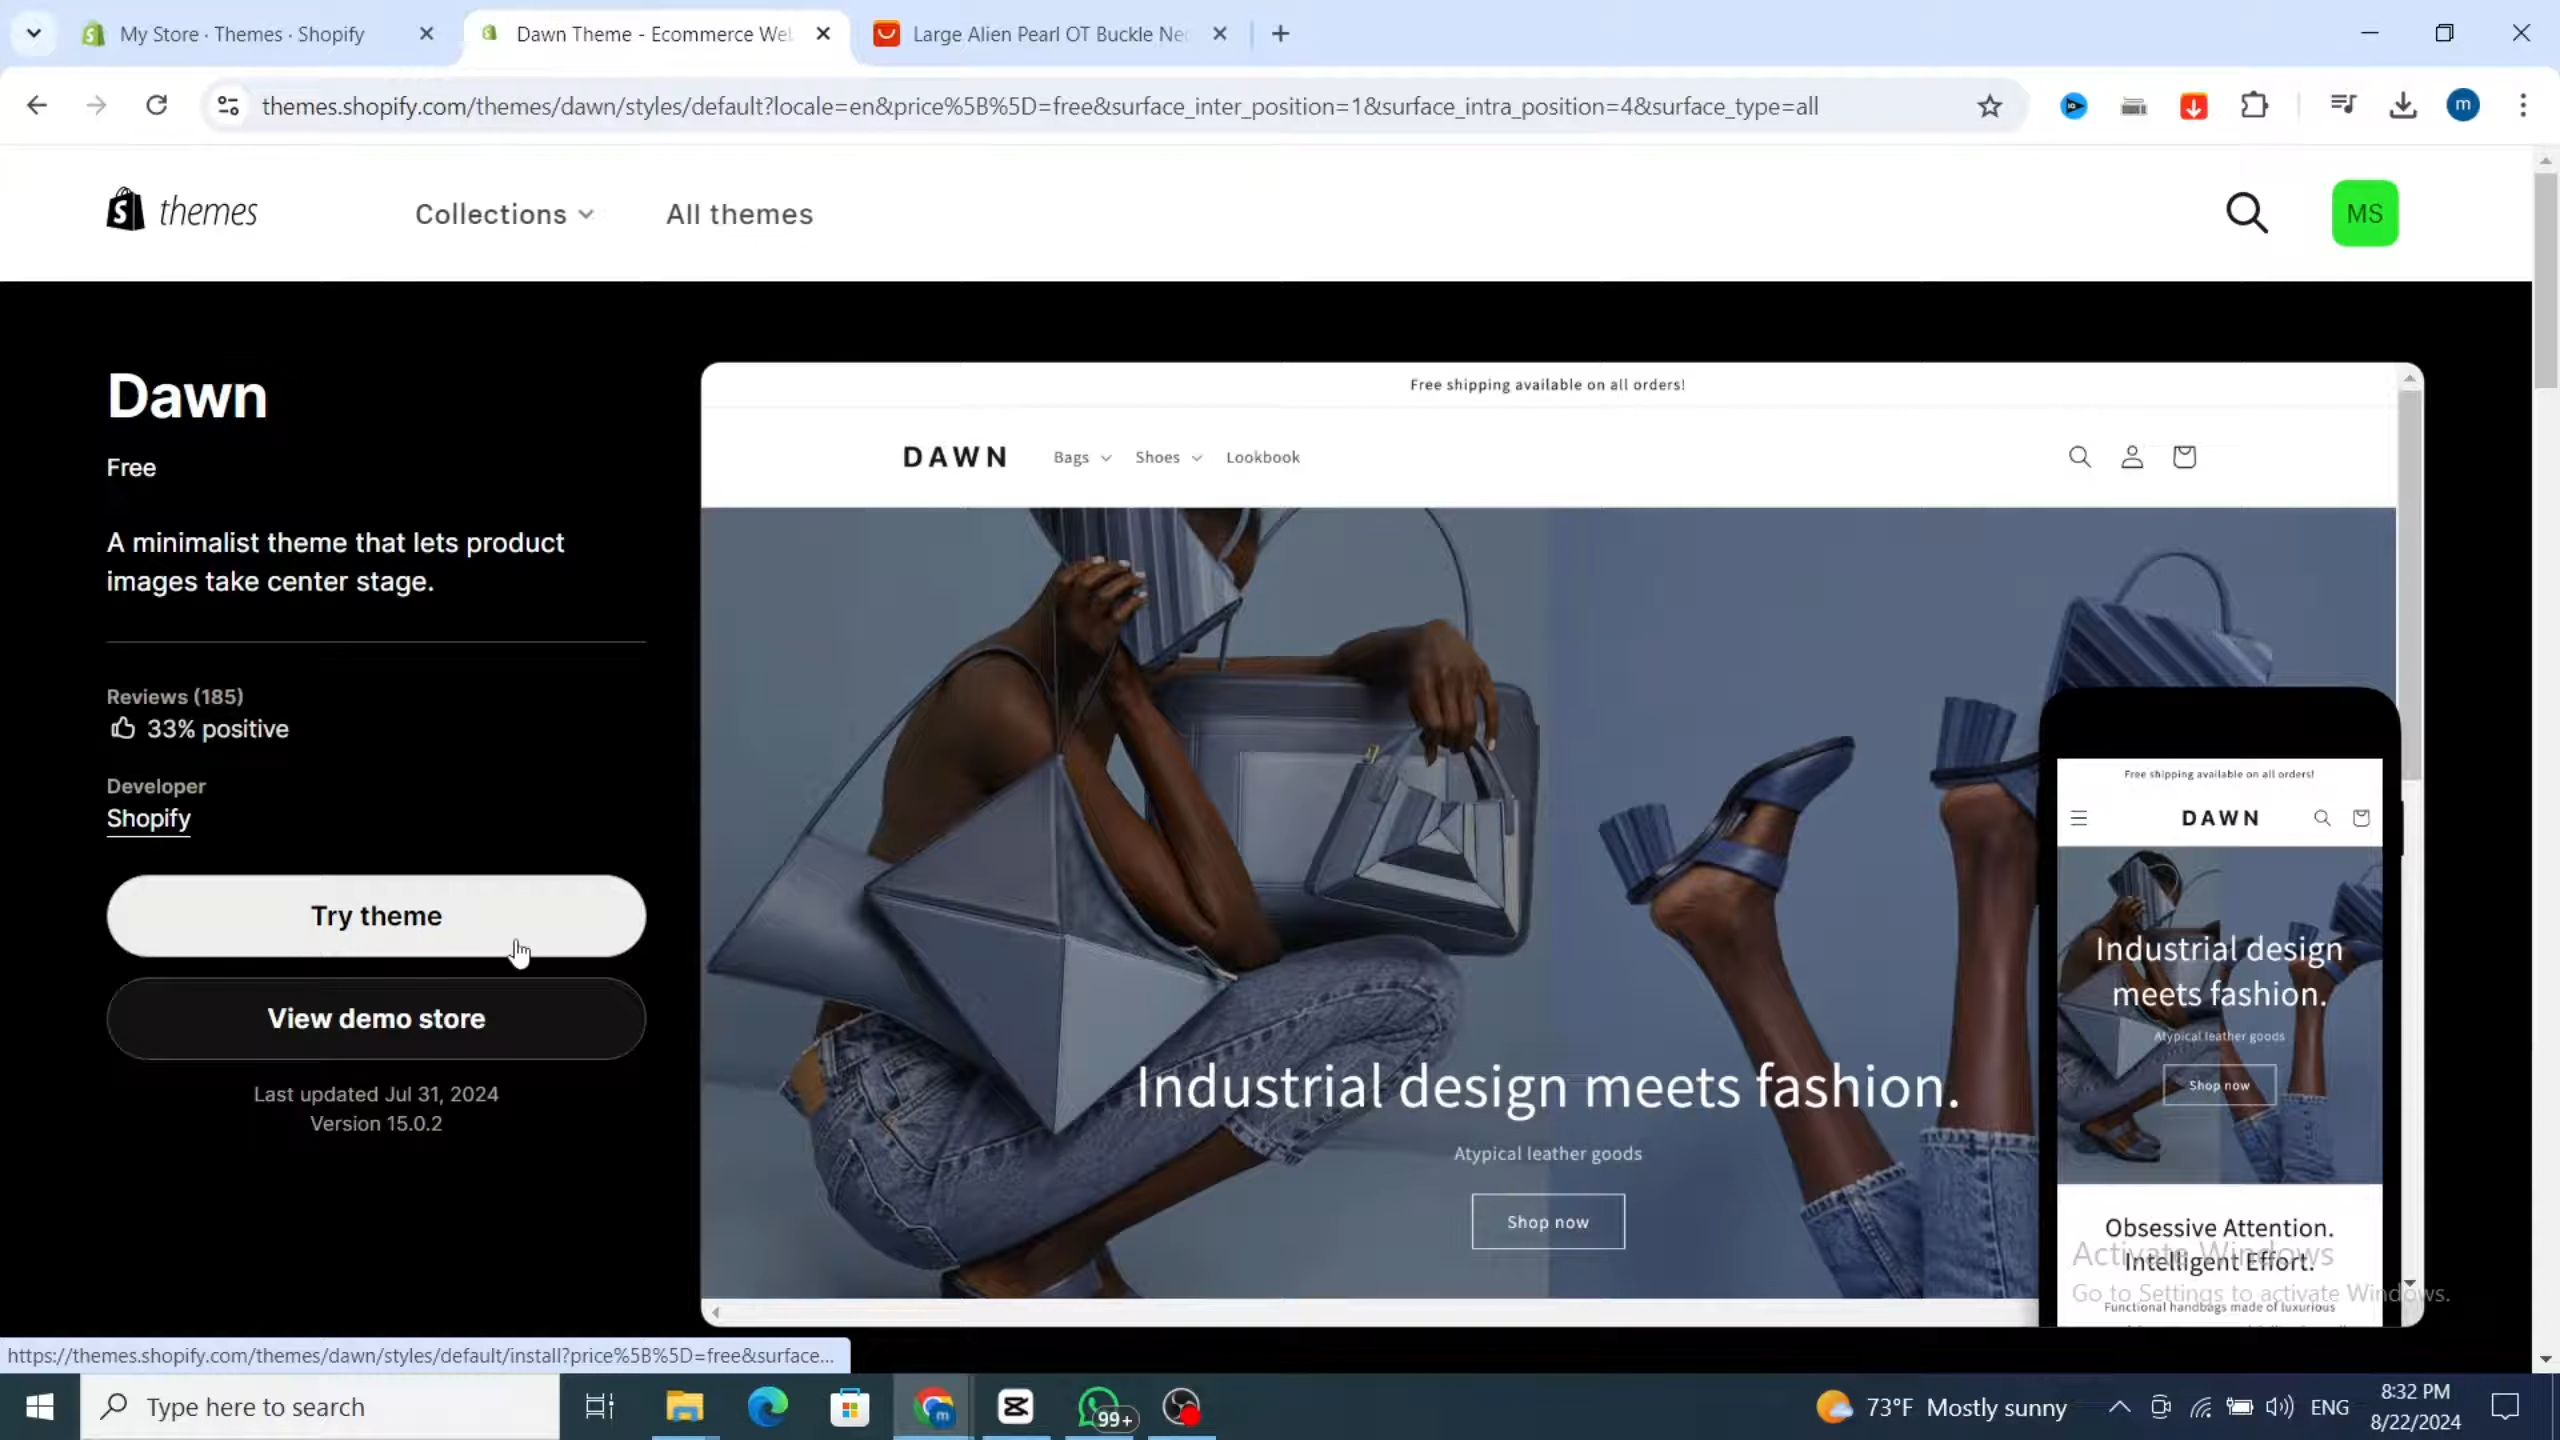 My Store · Themes · Shopify
Dawn Theme - Ecommerce Wel
Large Alien Pearl OT Buckle Nec
themes.shopify.com/themes/dawn/styles/default?locale=en&price%5B%5D=free&surface_inter_position=1&surface_intra_position=4&surface_type=all
m
themes
Collections
All themes
MS
Dawn
Free
A minimalist theme that lets product
images take center stage.
Reviews (185)
33% positive
Developer
Shopify
Try theme
View demo store
Last updated Jul 31, 2024
Version 15.0.2
Free shipping available on all orders!
DAWN
Bags
Shoes
Lookbook
Industrial design meets fashion.
Atypical leather goods
Shop now
Free shipping available on all orders!
DAWN
Industrial design
meets fashion.
Atypical leather goods
Shop now
Obsessive Attention.
Intelligent Effort.
Functional handbags made of luxurious
Activate Windows
Go to Settings to activate Windows.
https://themes.shopify.com/themes/dawn/styles/default/install?price%5B%5D=free&surface...
Type here to search
m
99+
73°F Mostly sunny
ENG
8:32 PM
8/22/2024